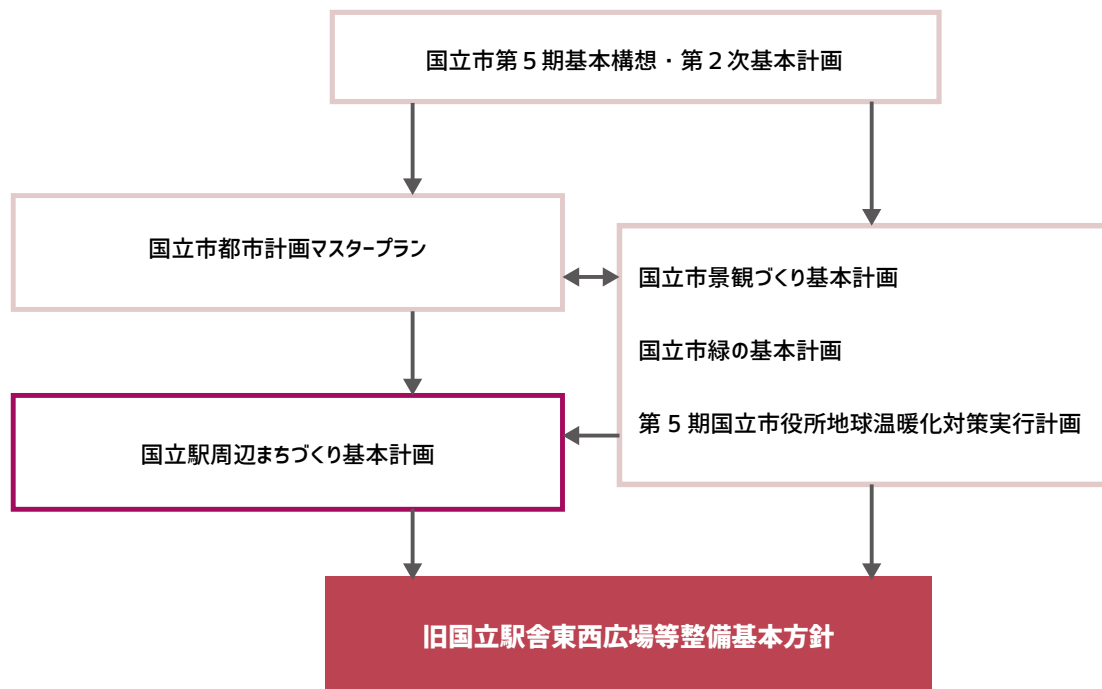 国立市第５期基本構想・第２次基本計画
国立市都市計画マスタープラン
国立市景観づくり基本計画
国立市緑の基本計画
第５期国立市役所地球温暖化対策実行計画
国立駅周辺まちづくり基本計画
旧国立駅舎東西広場等整備基本方針